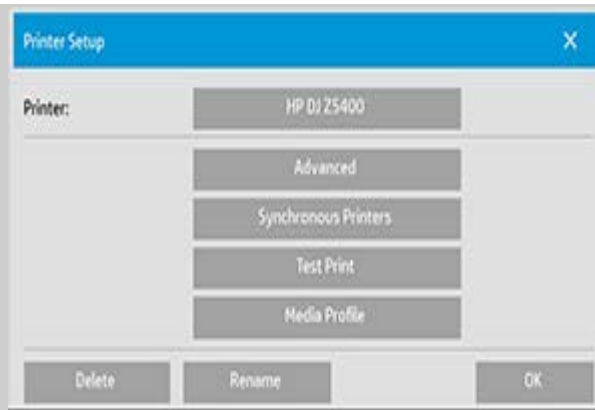 Printer Setup X
Printer: HP DJ Z5400
Advanced
Synchronous Printers
Test Print
Media Profile
Delete Rename OK